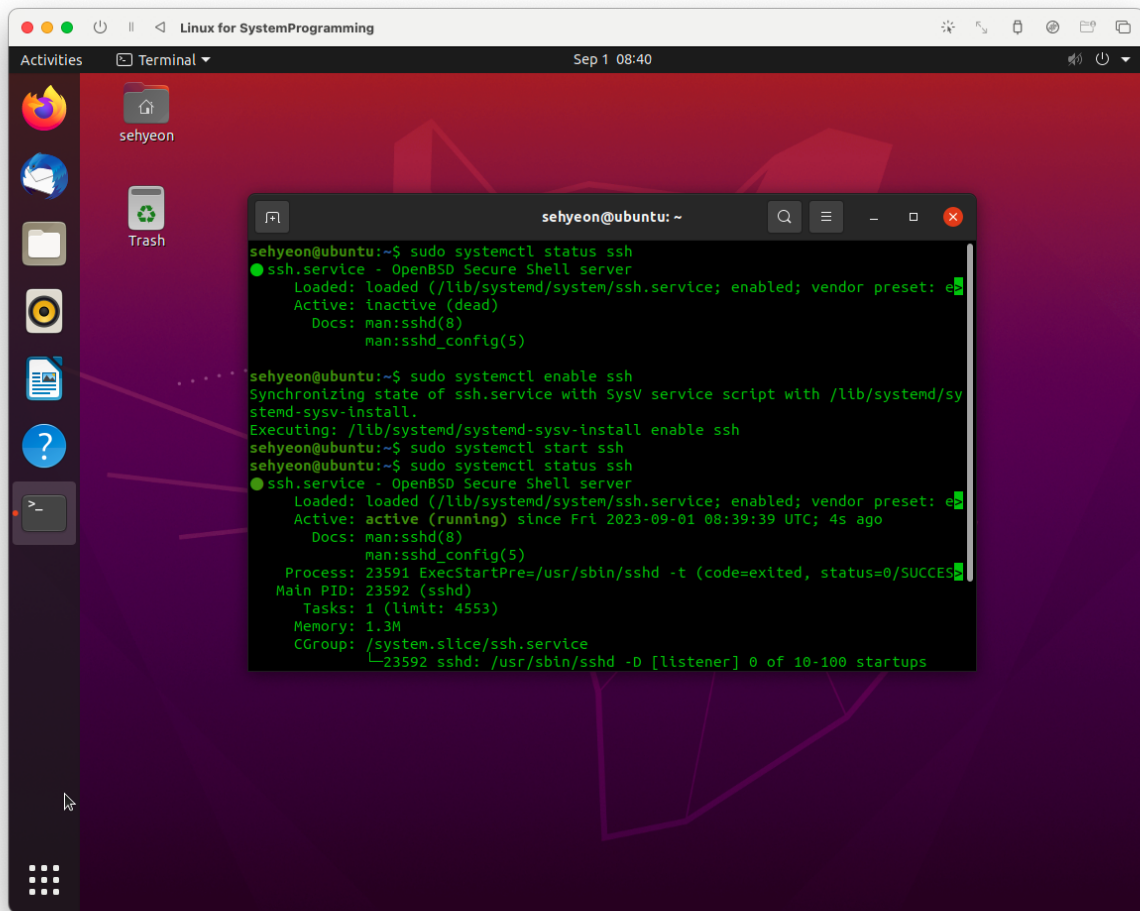 Linux for SystemProgramming
Activities
Terminal
Sep 1 08:40
sehyeon
Trash
sehyeon@ubuntu: ~
sehyeon@ubuntu:~$ sudo systemctl status ssh
ssh.service - OpenBSD Secure Shell server
Loaded: loaded (/lib/systemd/system/ssh.service; enabled; vendor preset: e>
Active: inactive (dead)
Docs: man:sshd(8)
man:sshd_config(5)
sehyeon@ubuntu:~$ sudo systemctl enable ssh
Synchronizing state of ssh.service with SysV service script with /lib/systemd/sy
stemd-sysv-install.
Executing: /lib/systemd/systemd-sysv-install enable ssh
sehyeon@ubuntu:~$ sudo systemctl start ssh
sehyeon@ubuntu:~$ sudo systemctl status ssh
ssh.service - OpenBSD Secure Shell server
Loaded: loaded (/lib/systemd/system/ssh.service; enabled; vendor preset: e>
Active: active (running) since Fri 2023-09-01 08:39:39 UTC; 4s ago
Docs: man:sshd(8)
man:sshd_config(5)
Process: 23591 ExecStartPre=/usr/sbin/sshd -t (code=exited, status=0/SUCCES>
Main PID: 23592 (sshd)
Tasks: 1 (limit: 4553)
Memory: 1.3M
CGroup: /system.slice/ssh.service
└─23592 sshd: /usr/sbin/sshd -D [listener] 0 of 10-100 startups